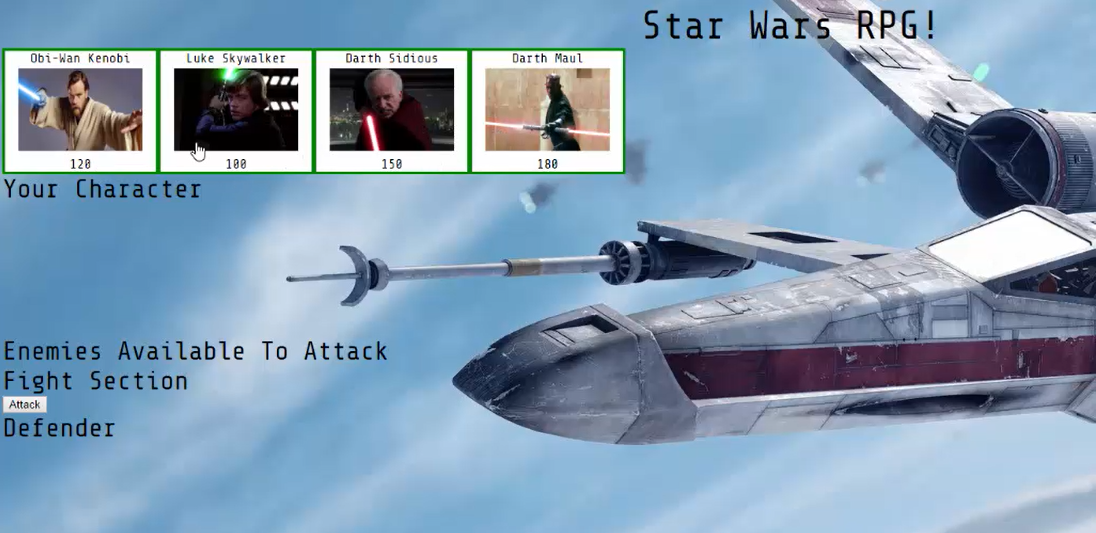 Star Wars RPG!
Obi-Wan Kenobi
Luke Skywalker
Darth Sidious
Darth Maul
120
100
150
180
Your Character
Enemies Available To Attack
Fight Section
Attack
Defender